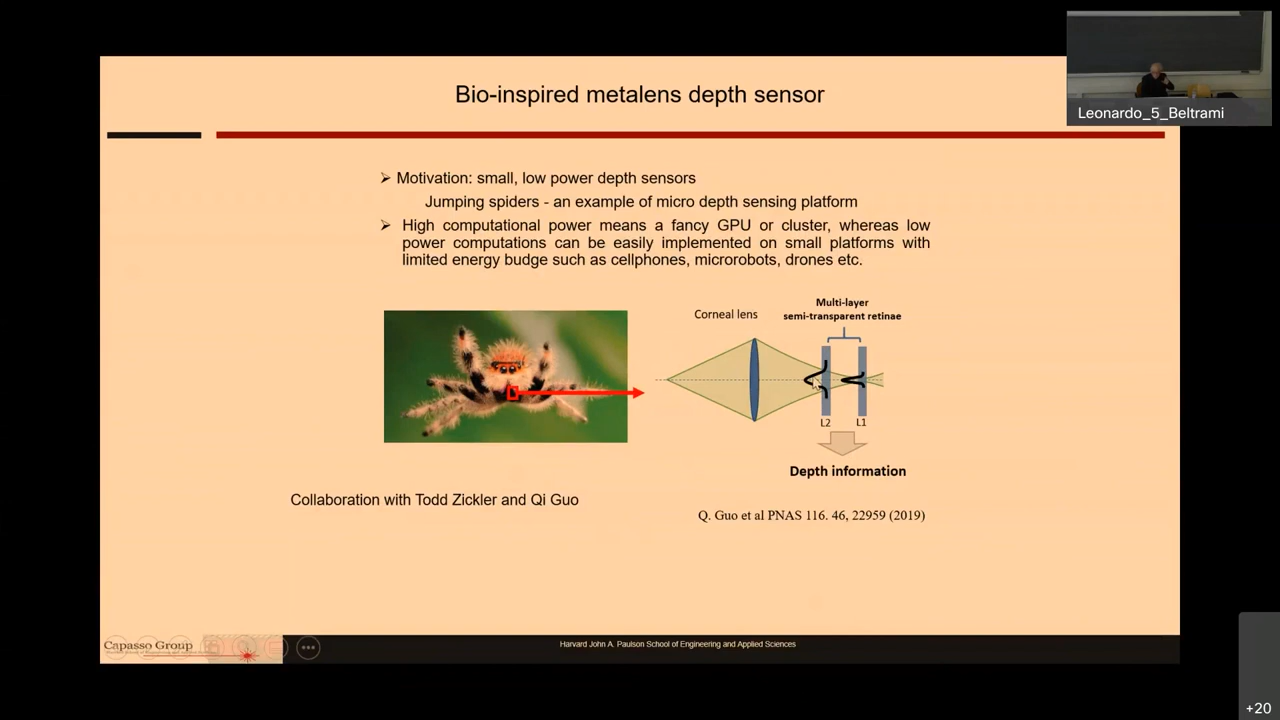 Bio-inspired metalens depth sensor
Leonardo_5_Beltrami
➢ Motivation: small, low power depth sensors
Jumping spiders - an example of micro depth sensing platform
➢ High computational power means a fancy GPU or cluster, whereas low
power computations can be easily implemented on small platforms with
limited energy budge such as cellphones, microrobots, drones etc.
Corneal lens
Multi-layer
semi-transparent retinae
L2
L1
Depth information
Collaboration with Todd Zickler and Qi Guo
Q. Guo et al PNAS 116. 46, 22959 (2019)
Capasso Group
Harvard John A. Paulson School of Engineering and Applied Sciences
+20